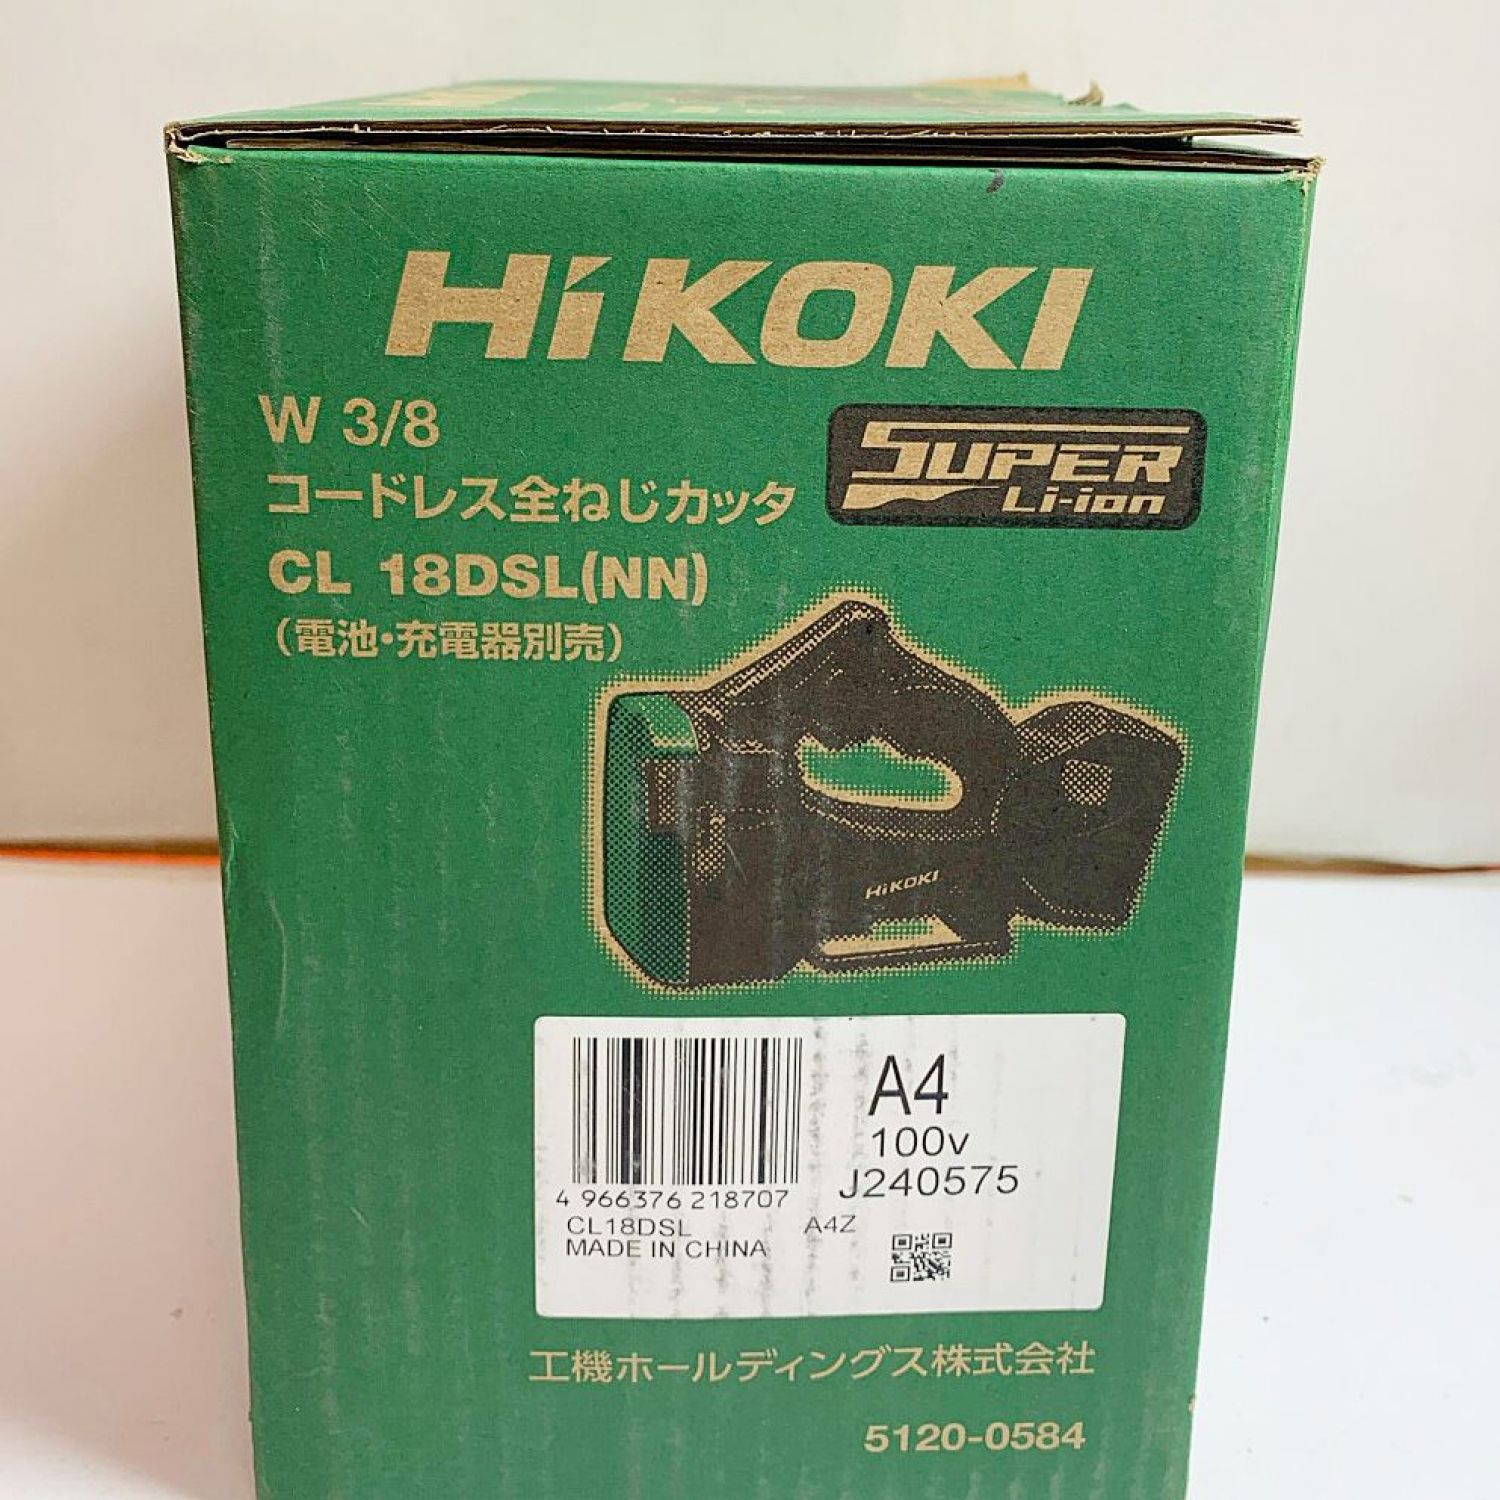 HiKOKI
W 3/8
コードレス全ねじカッタ
SUPER
Li-ion
CL 18DSL(NN)
（電池・充電器別売）
HiKOKI
A4
100v
J240575
4 966376 218707
CL18DSL A4Z
MADE IN CHINA
工機ホールディングス株式会社
5120-0584